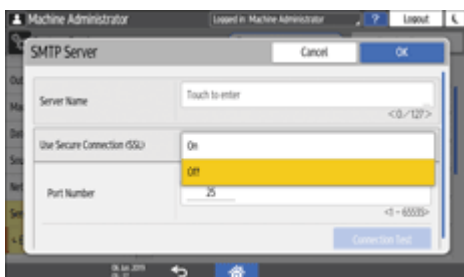 Machine Administrator
Logged in: Machine Administrator
?
Logout
SMTP Server
Cancel
OK
Server Name
Touch to enter
<0/127>
Use Secure Connection (SSL)
On
Off
Port Number
25
<1 - 65535>
Connection Test